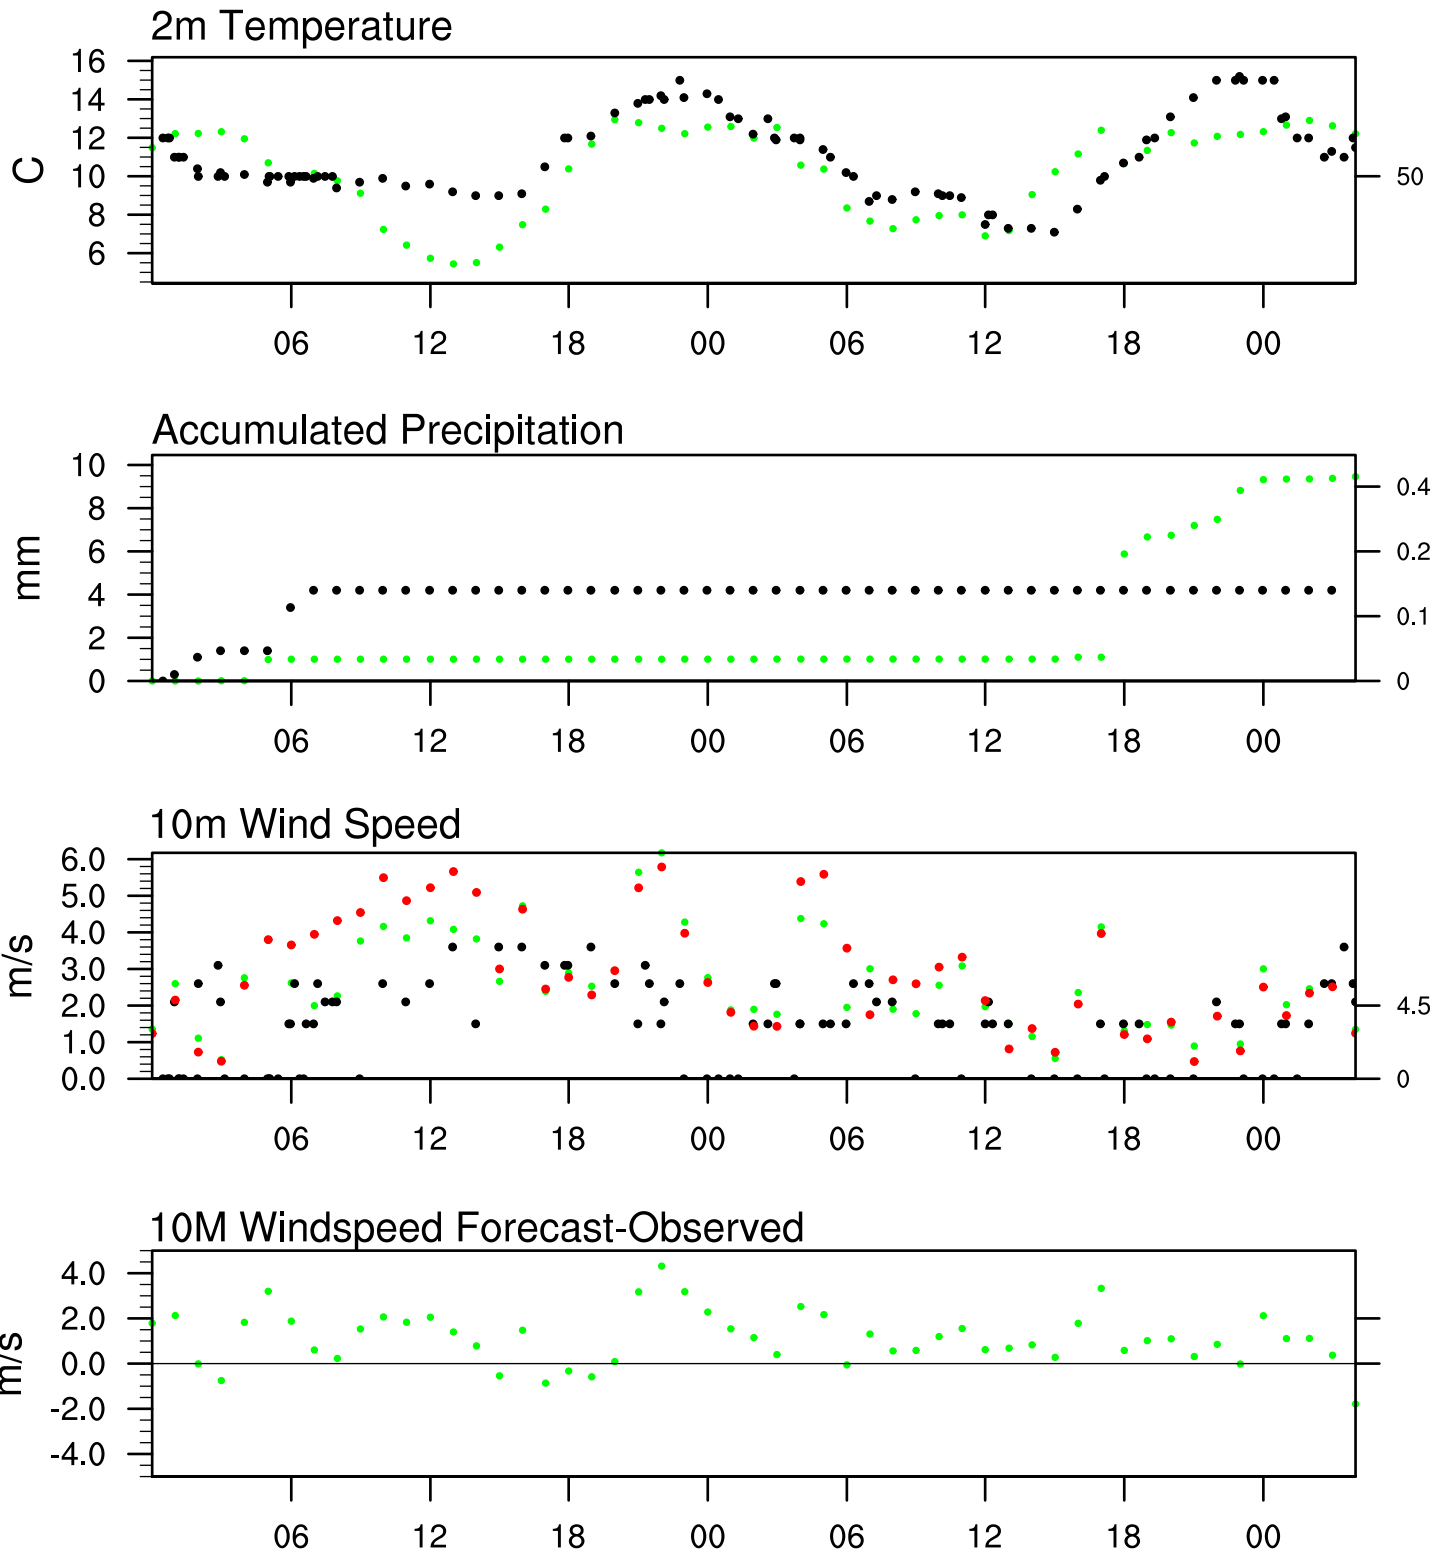 2m Temperature
16
14
12
10
8
6
C
50
06 12 18 00 06 12 18 00
Accumulated Precipitation
10
8
6
4
2
0
mm
0.4
0.2
0.1
0
06 12 18 00 06 12 18 00
10m Wind Speed
6.0
5.0
4.0
3.0
2.0
1.0
0.0
m/s
4.5
0
06 12 18 00 06 12 18 00
10M Windspeed Forecast-Observed
4.0
2.0
0.0
-2.0
-4.0
m/s
06 12 18 00 06 12 18 00